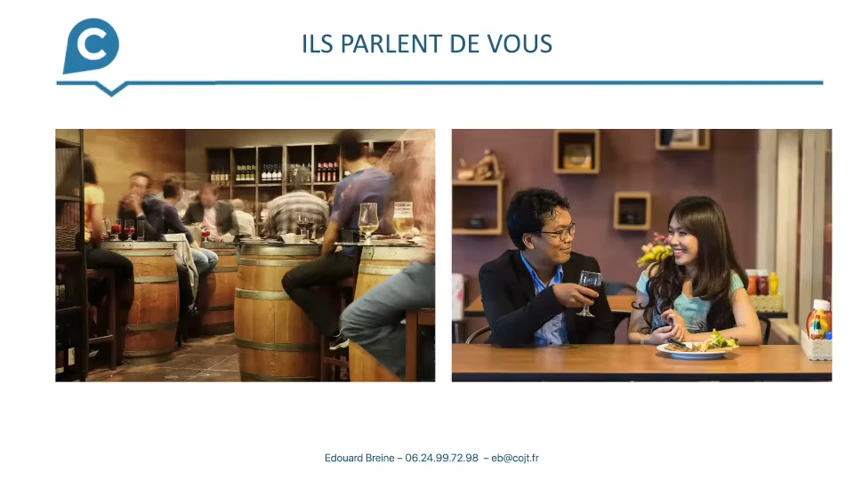 C
ILS PARLENT DE VOUS
Edouard Breine – 06.24.99.72.98 – eb@cojt.fr